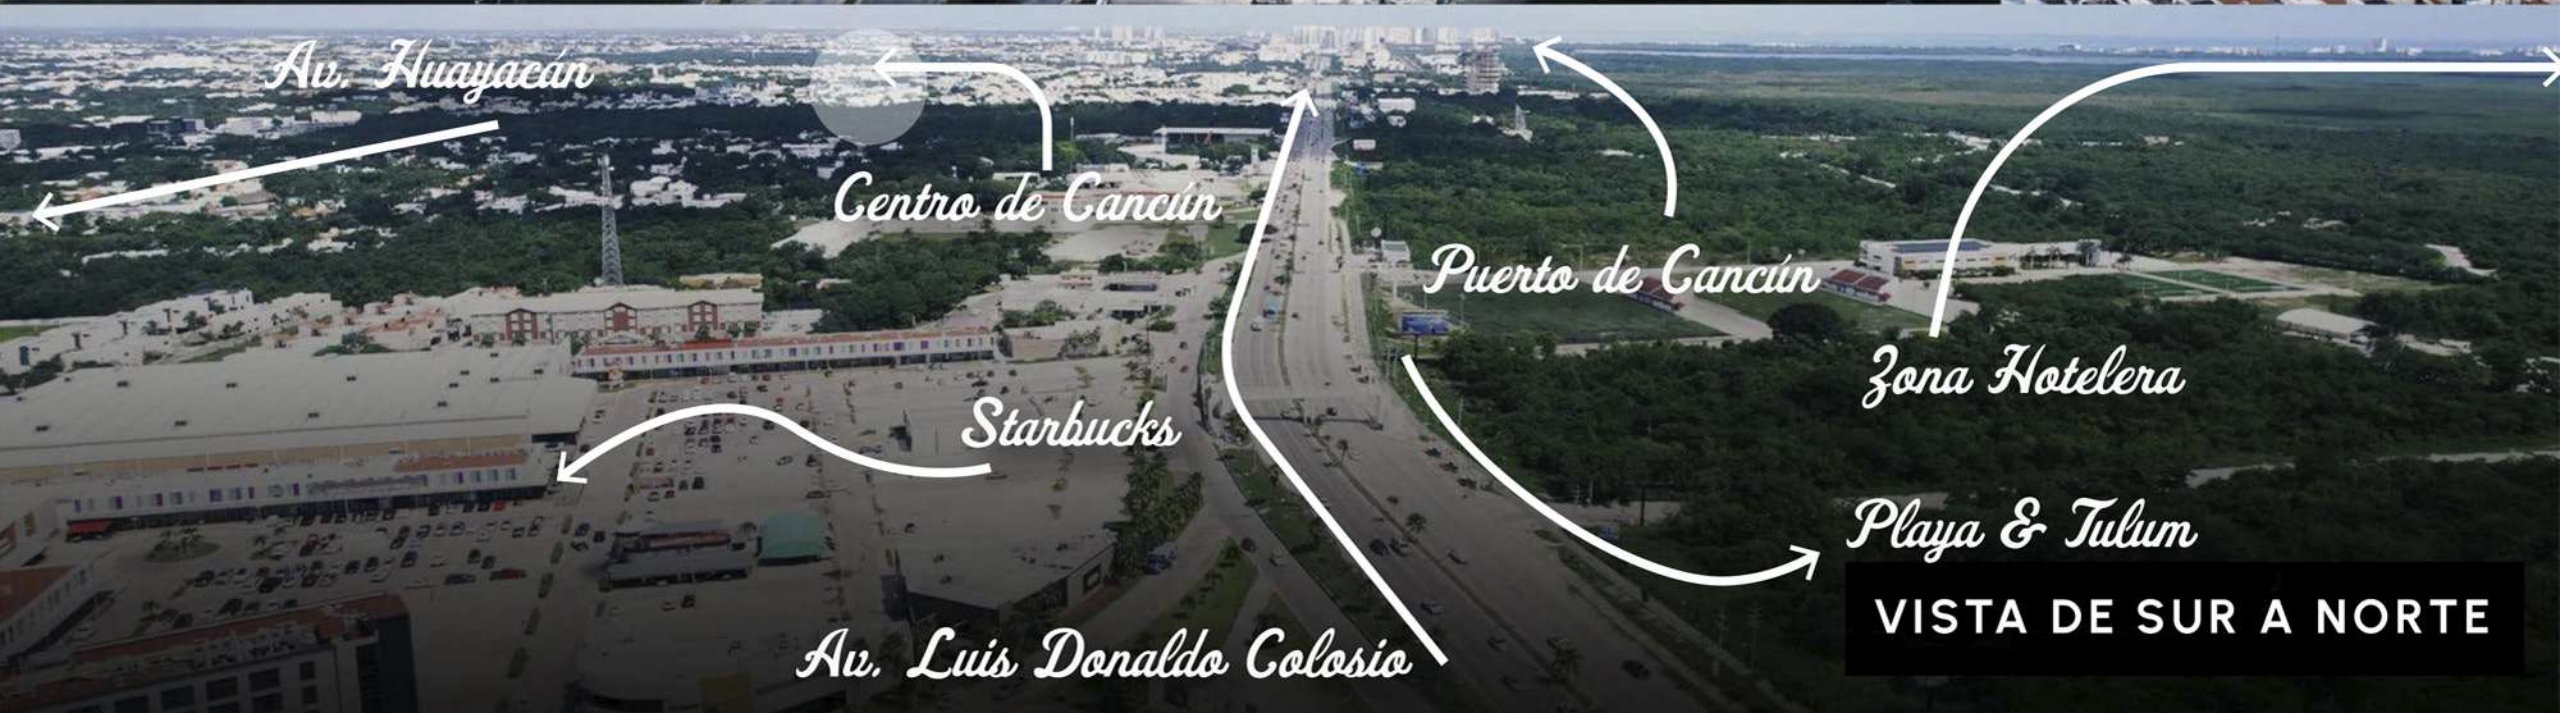 Av. Huayacán
Centro de Cancún
Puerto de Cancún
Zona Hotelera
Starbucks
Playa & Tulum
VISTA DE SUR A NORTE
Av. Luis Donaldo Colosio